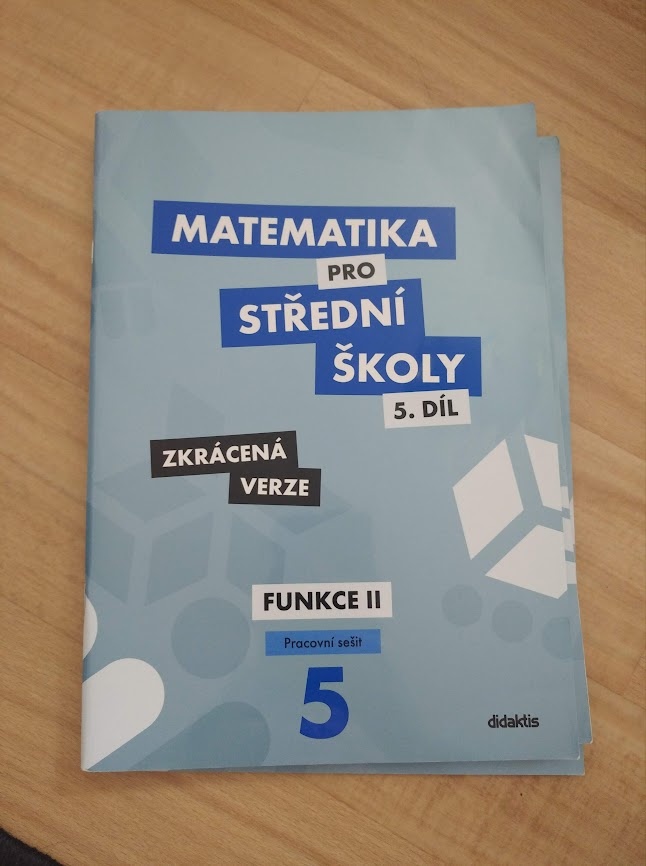 MATEMATIKA
PRO
STŘEDNÍ
ŠKOLY
5. DÍL
ZKRÁCENÁ
VERZE
FUNKCE II
Pracovní sešit
5
didaktis